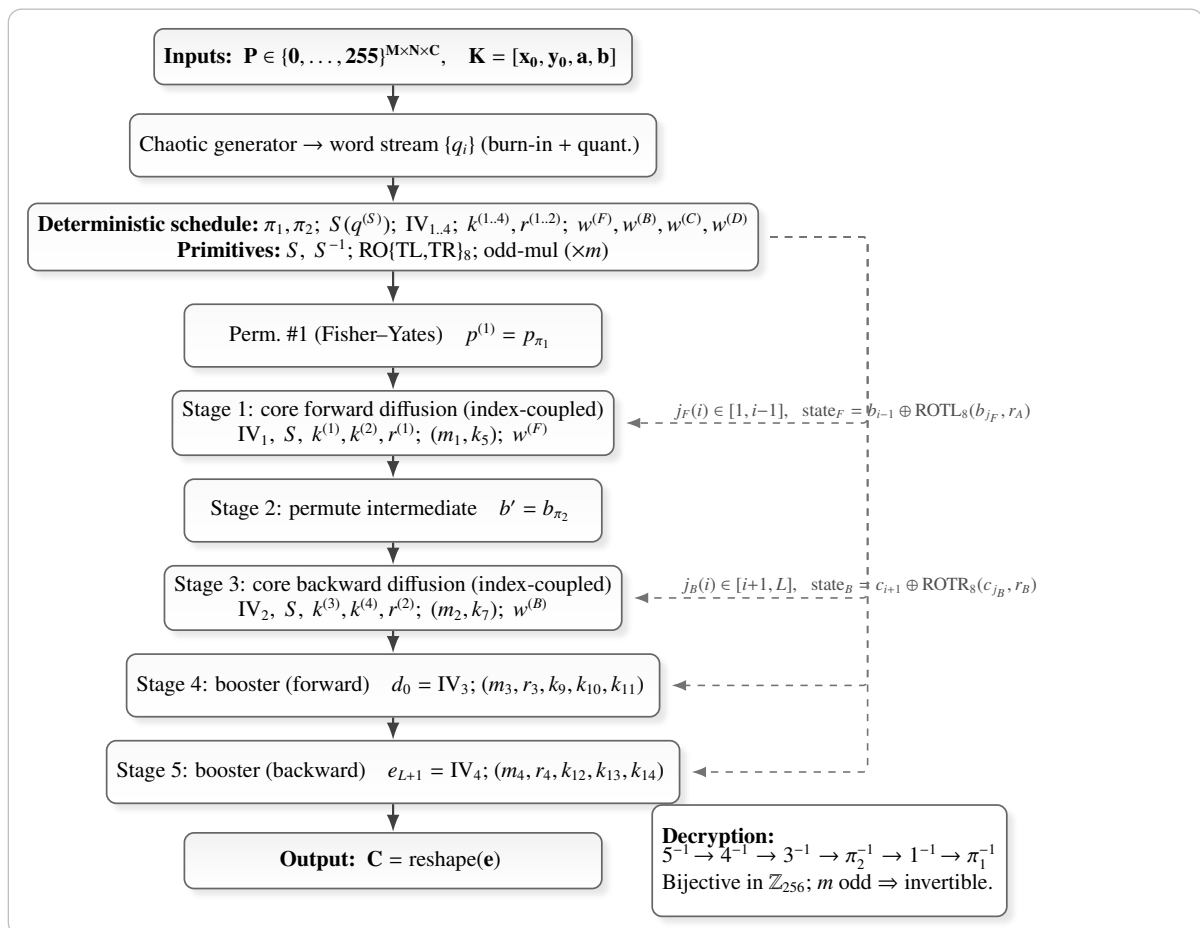 Inputs: P ∈ {0, . . . , 255}^{M×N×C}, K = [x₀, y₀, a, b]
Chaotic generator → word stream {q_i} (burn-in + quant.)
Deterministic schedule: π₁, π₂; S(q^{(S)}); IV_{1..4}; k^{(1..4)}, r^{(1..2)}; w^{(F)}, w^{(B)}, w^{(C)}, w^{(D)}
Primitives: S, S^{−1}; RO{TL,TR}₈; odd-mul (×m)
Perm. #1 (Fisher–Yates) p^{(1)} = p_{π₁}
Stage 1: core forward diffusion (index-coupled)
IV₁, S, k^{(1)}, k^{(2)}, r^{(1)}; (m₁, k₅); w^{(F)}
j_F(i) ∈ [1, i−1], state_F = b_{i−1} ⊕ ROTL₈(b_{j_F}, r_A)
Stage 2: permute intermediate b′ = b_{π₂}
Stage 3: core backward diffusion (index-coupled)
IV₂, S, k^{(3)}, k^{(4)}, r^{(2)}; (m₂, k₇); w^{(B)}
j_B(i) ∈ [i+1, L], state_B = c_{i+1} ⊕ ROTR₈(c_{j_B}, r_B)
Stage 4: booster (forward) d₀ = IV₃; (m₃, r₃, k₉, k₁₀, k₁₁)
Stage 5: booster (backward) e_{L+1} = IV₄; (m₄, r₄, k₁₂, k₁₃, k₁₄)
Output: C = reshape(e)
Decryption:
5^{−1} → 4^{−1} → 3^{−1} → π₂^{−1} → 1^{−1} → π₁^{−1}
Bijective in ℤ₂₅₆; m odd ⇒ invertible.